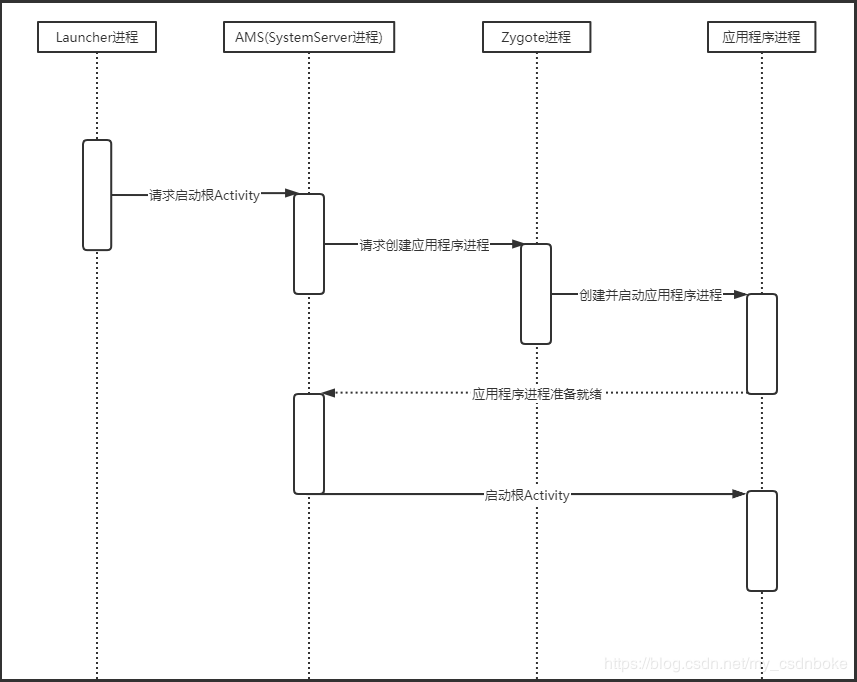 Launcher进程
AMS(SystemServer进程)
Zygote进程
应用程序进程
请求启动根Activity
请求创建应用程序进程
创建并启动应用程序进程
应用程序进程准备就绪
启动根Activity
https://blog.csdn.net/my_csdnboke